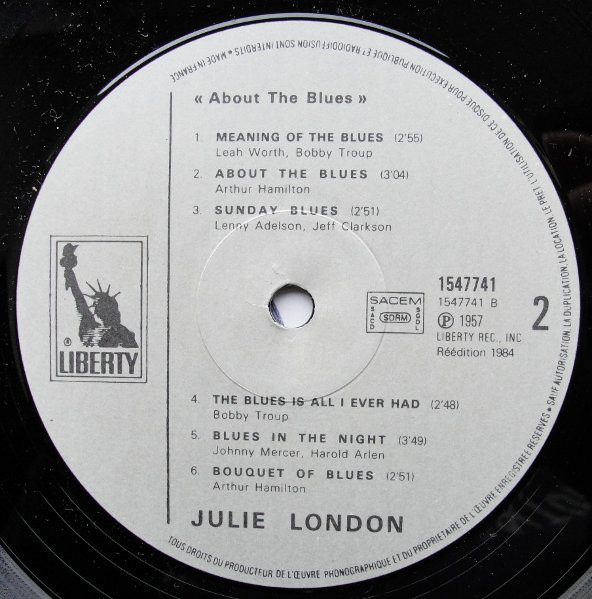 « About The Blues »
1. MEANING OF THE BLUES (2'55)
Leah Worth, Bobby Troup
2. ABOUT THE BLUES (3'04)
Arthur Hamilton
3. SUNDAY BLUES (2'51)
Lenny Adelson, Jeff Clarkson
® LIBERTY
SACEM
SACD
SDRM
SGDL
1547741
1547741 B
℗ 1957
LIBERTY REC., INC
Réédition 1984
2
4. THE BLUES IS ALL I EVER HAD (2'48)
Bobby Troup
5. BLUES IN THE NIGHT (3'49)
Johnny Mercer, Harold Arlen
6. BOUQUET OF BLUES (2'51)
Arthur Hamilton
JULIE LONDON
TOUS DROITS DU PRODUCTEUR DE L'ŒUVRE PHONOGRAPHIQUE ET DU PROPRIETAIRE DE L'ŒUVRE ENREGISTREE RESERVES • SAUF AUTORISATION, LA DUPLICATION, LA LOCATION, LE PRET, L'UTILISATION DE CE DISQUE POUR EXECUTION PUBLIQUE ET RADIODIFFUSION SONT INTERDITS • MADE IN FRANCE